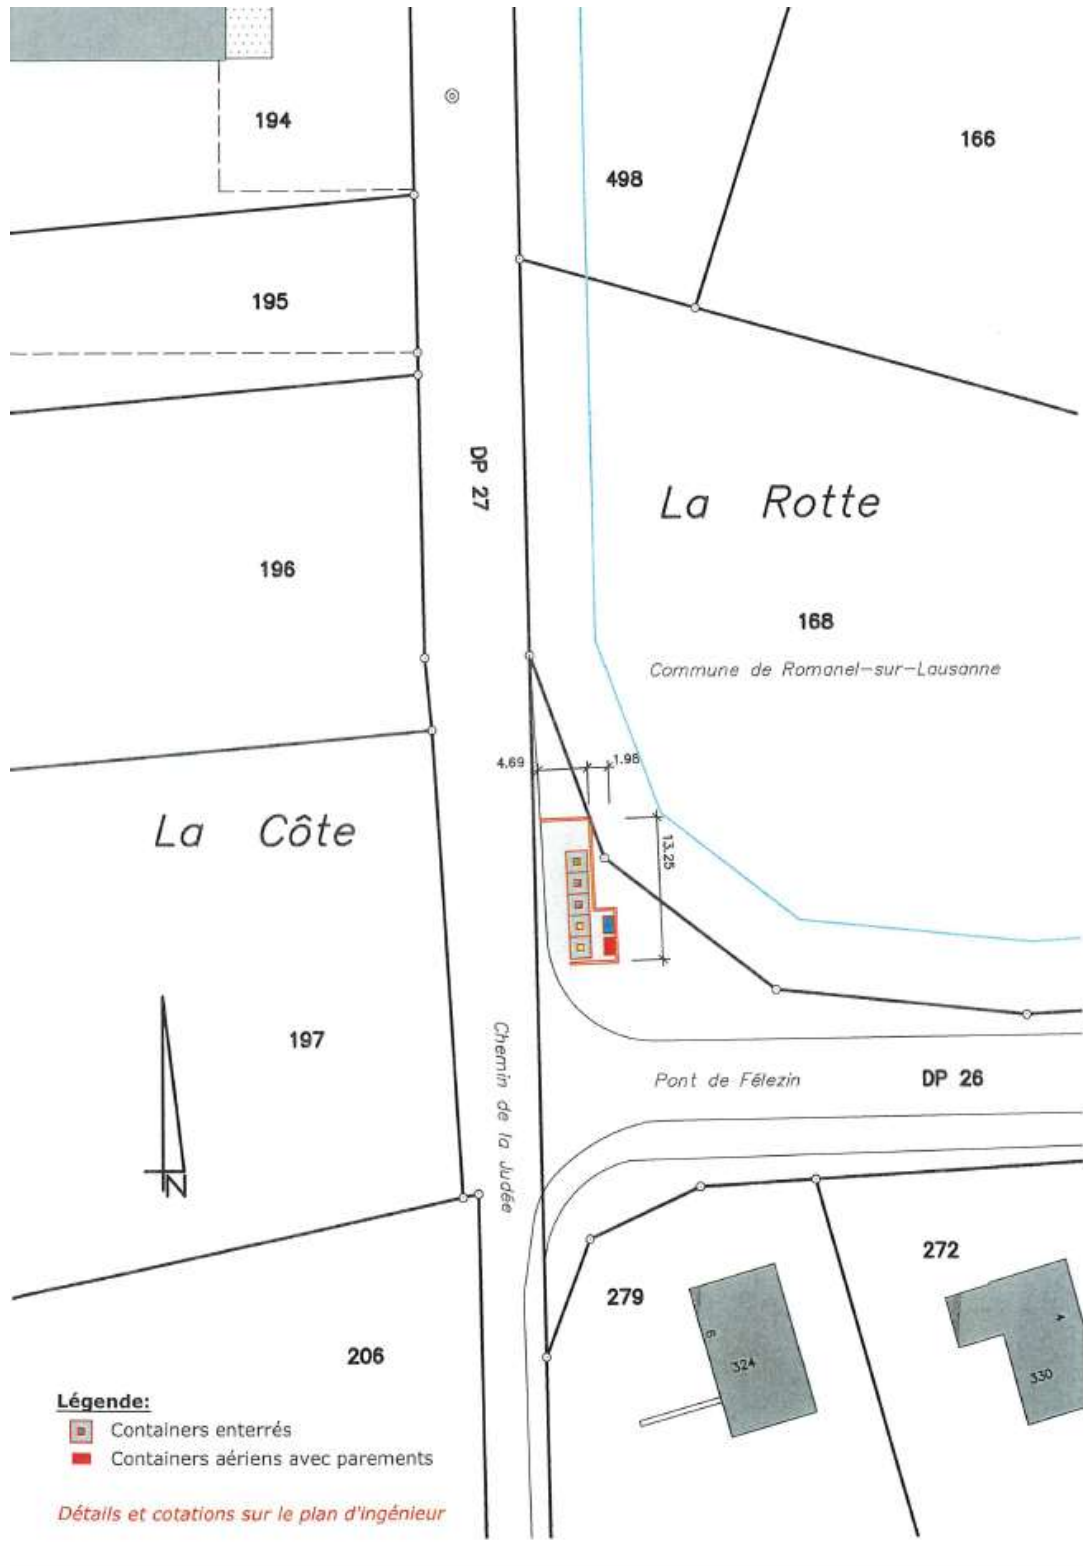 194
166
498
195
DP 27
La Rotte
196
168
Commune de Romanel-sur-Lausanne
4.69
1.98
La Côte
13.25
197
Chemin de la Judée
Pont de Félezin
DP 26
N
272
279
6
4
324
330
206
Légende:
Containers enterrés
Containers aériens avec parements
Détails et cotations sur le plan d'ingénieur